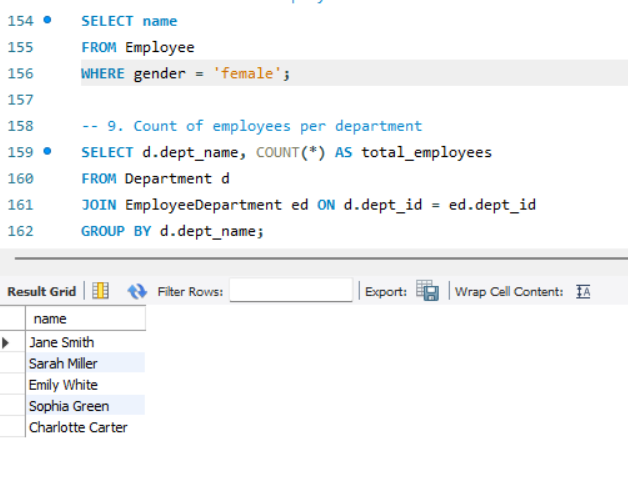 154 SELECT name
155 FROM Employee
156 WHERE gender = 'female';
157
158 -- 9. Count of employees per department
159 SELECT d.dept_name, COUNT(*) AS total_employees
160 FROM Department d
161 JOIN EmployeeDepartment ed ON d.dept_id = ed.dept_id
162 GROUP BY d.dept_name;
Result Grid Filter Rows: Export: Wrap Cell Content: IA
name
Jane Smith
Sarah Miller
Emily White
Sophia Green
Charlotte Carter